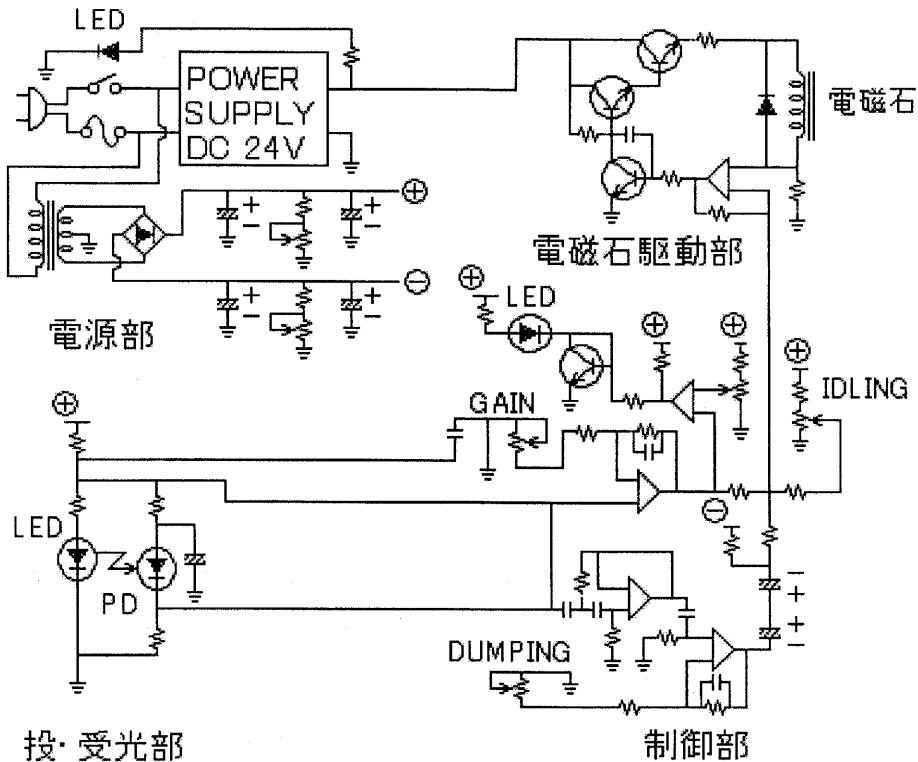 LED
POWER
SUPPLY
DC 24V
電磁石
電磁石駆動部
+
+
⊕
-
-
+
+
⊖
-
-
電源部
⊕
LED
⊕
⊕
⊕
IDLING
GAIN
⊕
LED
PD
⊖
-
+
+
-
DUMPING
投・受光部
制御部